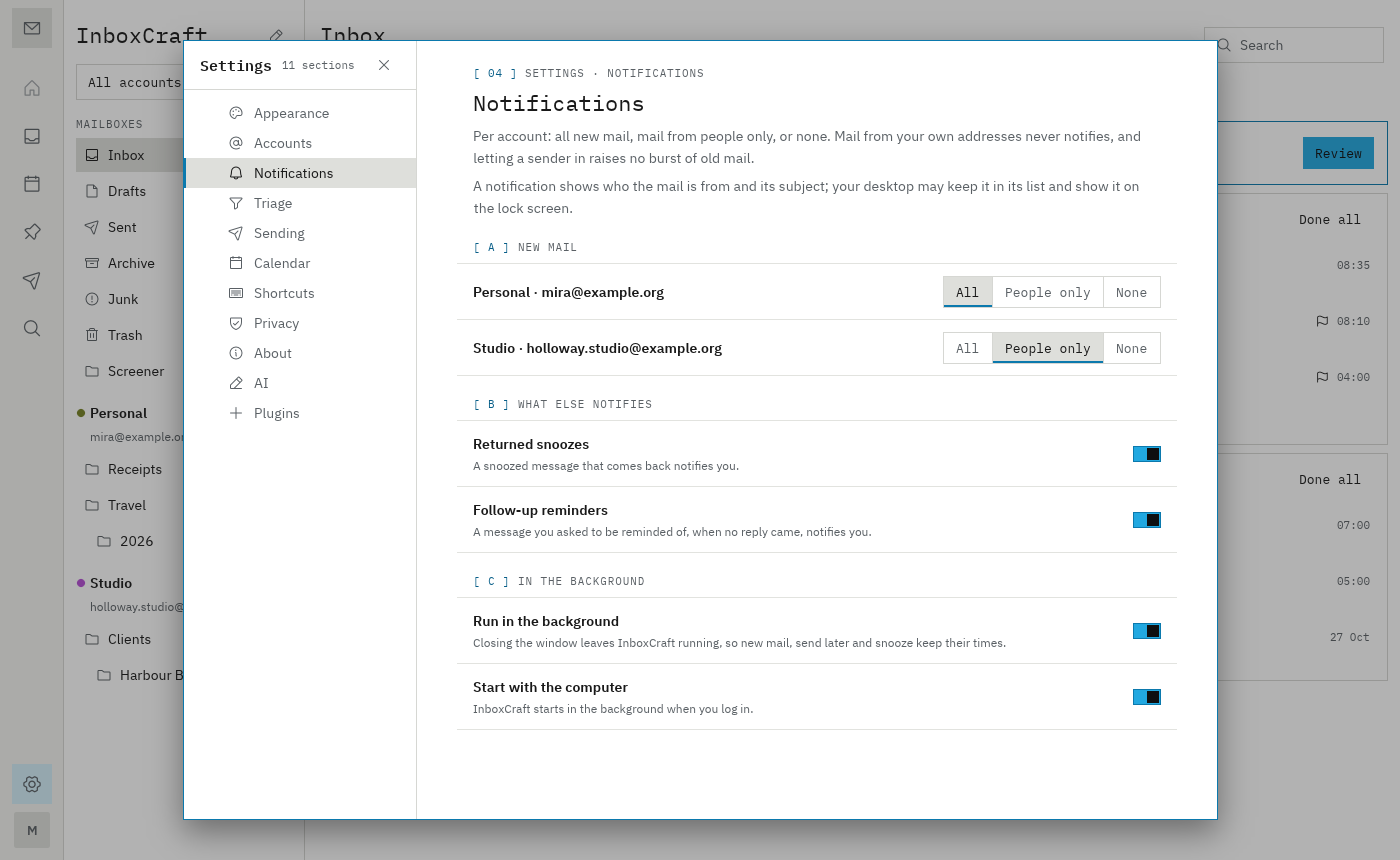 InboxCraft
All accounts
MAILBOXES
Inbox
Drafts
Sent
Archive
Junk
Trash
Screener
Personal
Receipts
Travel
2026
Studio
Clients
M
Inbox
Search
Review
Done all
08:35
08:10
04:00
Done all
07:00
05:00
27 Oct
Settings 11 sections
Appearance
Accounts
Notifications
Triage
Sending
Calendar
Shortcuts
Privacy
About
AI
Plugins
[ 04 ] SETTINGS · NOTIFICATIONS
Notifications
Per account: all new mail, mail from people only, or none. Mail from your own addresses never notifies, and
letting a sender in raises no burst of old mail.
A notification shows who the mail is from and its subject; your desktop may keep it in its list and show it on
the lock screen.
[ A ] NEW MAIL
Personal · mira@example.org All People only None
Studio · holloway.studio@example.org All People only None
[ B ] WHAT ELSE NOTIFIES
Returned snoozes
A snoozed message that comes back notifies you.
Follow-up reminders
A message you asked to be reminded of, when no reply came, notifies you.
[ C ] IN THE BACKGROUND
Run in the background
Closing the window leaves InboxCraft running, so new mail, send later and snooze keep their times.
Start with the computer
InboxCraft starts in the background when you log in.